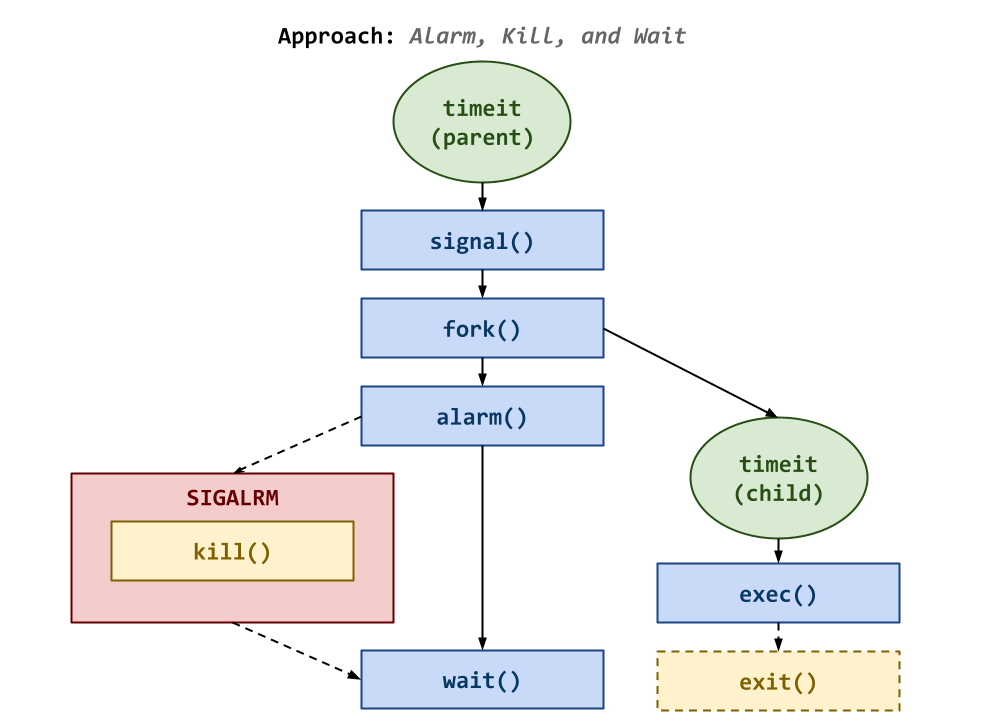 Approach: Alarm, Kill, and Wait
timeit
(parent)
signal()
fork()
alarm()
SIGALRM
kill()
timeit
(child)
exec()
wait()
exit()